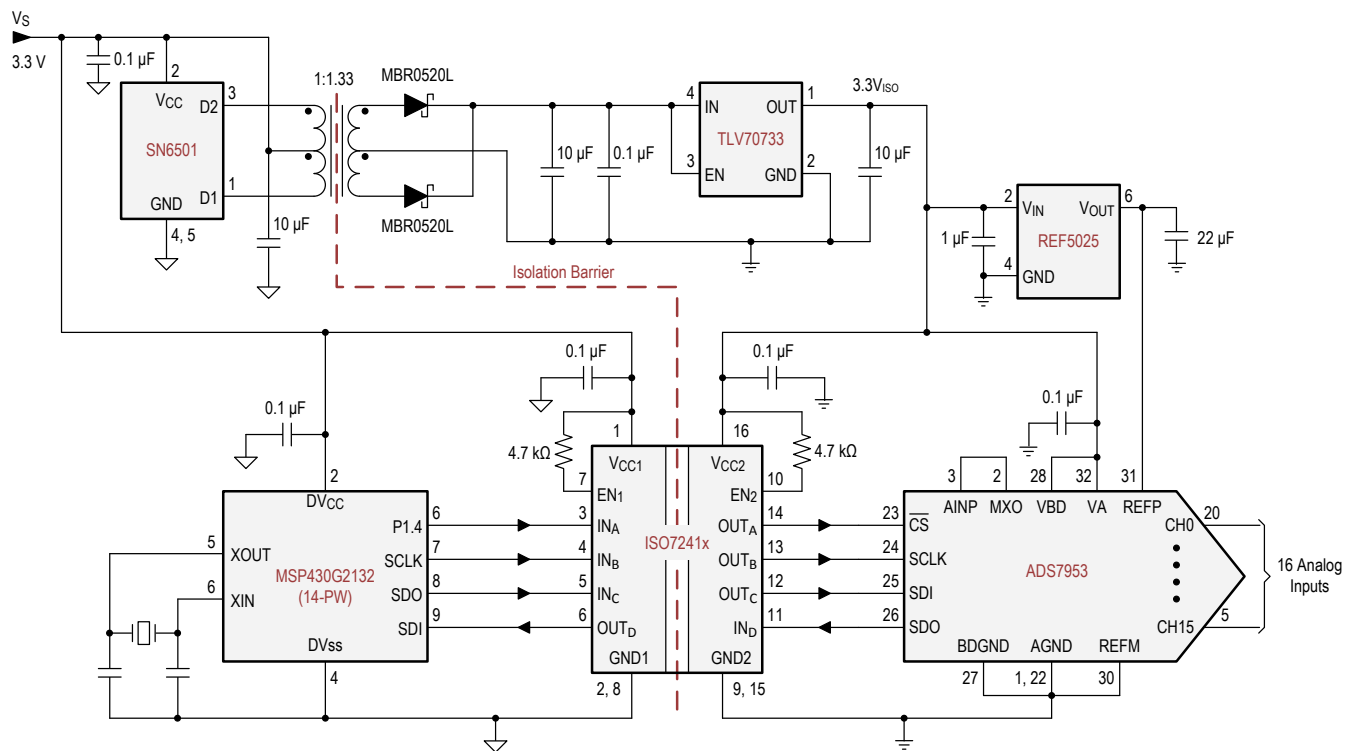 VS
3.3 V
0.1 µF
2
VCC
D2
3
SN6501
D1
1
GND
4, 5
10 µF
1:1.33
MBR0520L
MBR0520L
10 µF
0.1 µF
4
IN
OUT
1
TLV70733
3
EN
2
GND
3.3VISO
10 µF
2
VIN
VOUT
6
REF5025
1 µF
4
GND
22 µF
Isolation Barrier
0.1 µF
2
DVCC
5
XOUT
P1.4
6
SCLK
7
MSP430G2132
(14-PW)
6
XIN
SDO
8
SDI
9
DVss
4
0.1 µF
4.7 kΩ
1
VCC1
7
EN1
3
INA
4
INB
5
INC
6
OUTD
GND1
2, 8
ISO7241x
0.1 µF
4.7 kΩ
16
VCC2
10
EN2
14
OUTA
13
OUTB
12
OUTC
11
IND
GND2
9, 15
0.1 µF
3
2
28
32
31
AINP
MXO
VBD
VA
REFP
23
CS
24
SCLK
25
SDI
26
SDO
ADS7953
CH0
20
CH15
5
16 Analog
Inputs
BDGND
AGND
REFM
27
1, 22
30